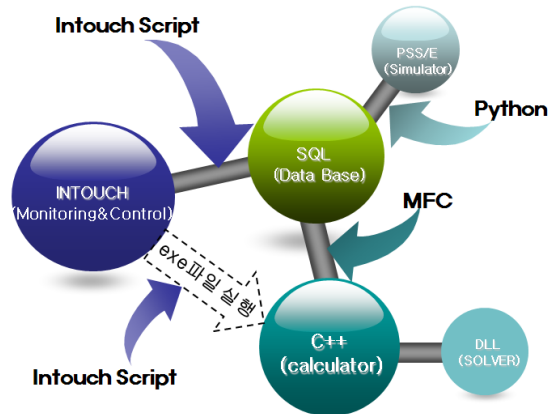 Intouch Script
PSS/E
(Simulator)
Python
SQL
(Data Base)
INTOUCH
(Monitoring&Control)
MFC
exe파일 실행
C++
(calculator)
DLL
(SOLVER)
Intouch Script